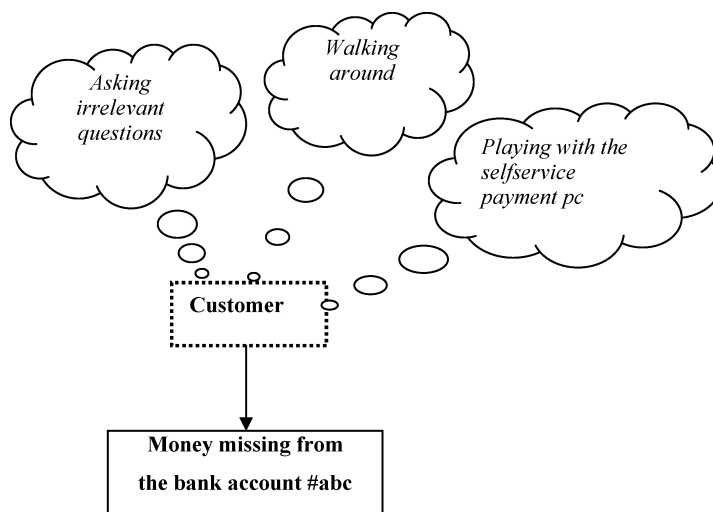 Asking
irrelevant
questions
Walking
around
Playing with the
selfservice
payment pc
Customer
Money missing from
the bank account #abc